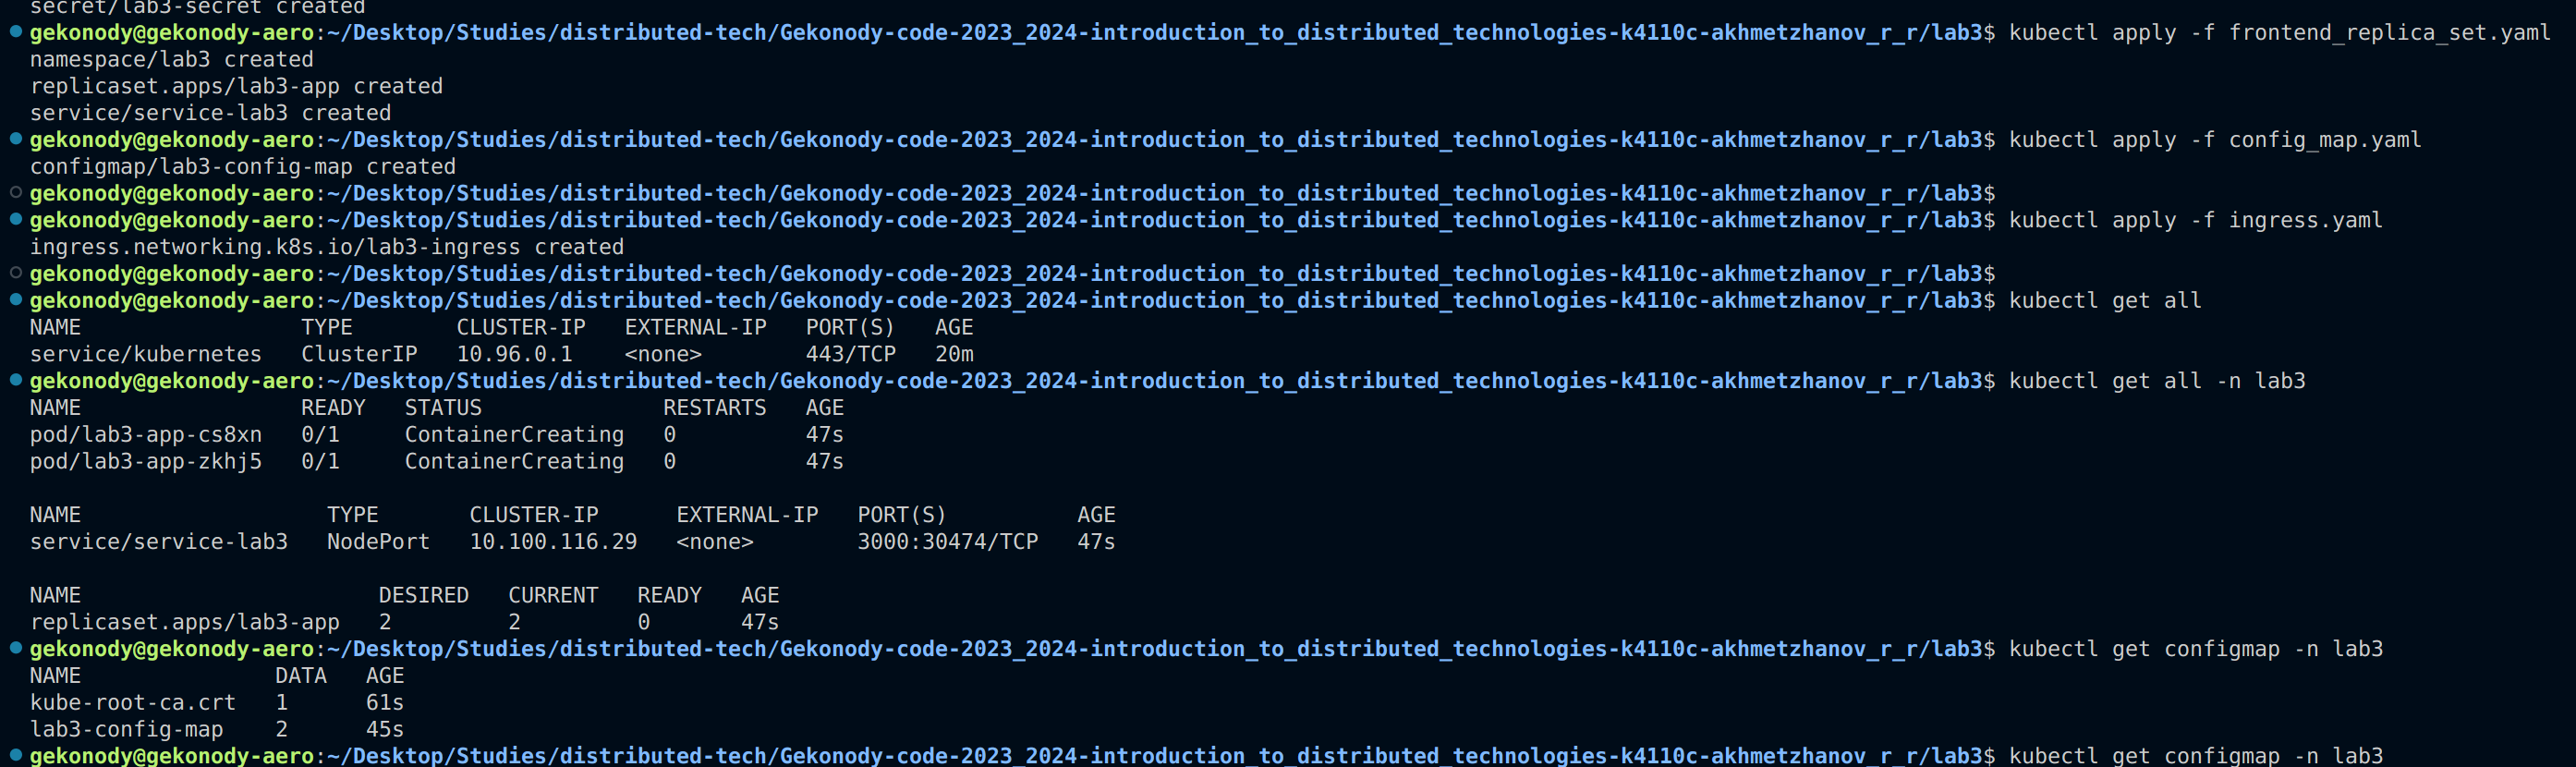 secret/lab3-secret created
gekonody@gekonody-aero:~/Desktop/Studies/distributed-tech/Gekonody-code-2023_2024-introduction_to_distributed_technologies-k4110c-akhmetzhanov_r_r/lab3$ kubectl apply -f frontend_replica_set.yaml
namespace/lab3 created
replicaset.apps/lab3-app created
service/service-lab3 created
gekonody@gekonody-aero:~/Desktop/Studies/distributed-tech/Gekonody-code-2023_2024-introduction_to_distributed_technologies-k4110c-akhmetzhanov_r_r/lab3$ kubectl apply -f config_map.yaml
configmap/lab3-config-map created
gekonody@gekonody-aero:~/Desktop/Studies/distributed-tech/Gekonody-code-2023_2024-introduction_to_distributed_technologies-k4110c-akhmetzhanov_r_r/lab3$
gekonody@gekonody-aero:~/Desktop/Studies/distributed-tech/Gekonody-code-2023_2024-introduction_to_distributed_technologies-k4110c-akhmetzhanov_r_r/lab3$ kubectl apply -f ingress.yaml
ingress.networking.k8s.io/lab3-ingress created
gekonody@gekonody-aero:~/Desktop/Studies/distributed-tech/Gekonody-code-2023_2024-introduction_to_distributed_technologies-k4110c-akhmetzhanov_r_r/lab3$
gekonody@gekonody-aero:~/Desktop/Studies/distributed-tech/Gekonody-code-2023_2024-introduction_to_distributed_technologies-k4110c-akhmetzhanov_r_r/lab3$ kubectl get all
NAME                 TYPE        CLUSTER-IP   EXTERNAL-IP   PORT(S)   AGE
service/kubernetes   ClusterIP   10.96.0.1    <none>        443/TCP   20m
gekonody@gekonody-aero:~/Desktop/Studies/distributed-tech/Gekonody-code-2023_2024-introduction_to_distributed_technologies-k4110c-akhmetzhanov_r_r/lab3$ kubectl get all -n lab3
NAME                 READY   STATUS              RESTARTS   AGE
pod/lab3-app-cs8xn   0/1     ContainerCreating   0          47s
pod/lab3-app-zkhj5   0/1     ContainerCreating   0          47s

NAME                   TYPE       CLUSTER-IP      EXTERNAL-IP   PORT(S)          AGE
service/service-lab3   NodePort   10.100.116.29   <none>        3000:30474/TCP   47s

NAME                       DESIRED   CURRENT   READY   AGE
replicaset.apps/lab3-app   2         2         0       47s
gekonody@gekonody-aero:~/Desktop/Studies/distributed-tech/Gekonody-code-2023_2024-introduction_to_distributed_technologies-k4110c-akhmetzhanov_r_r/lab3$ kubectl get configmap -n lab3
NAME               DATA   AGE
kube-root-ca.crt   1      61s
lab3-config-map    2      45s
gekonody@gekonody-aero:~/Desktop/Studies/distributed-tech/Gekonody-code-2023_2024-introduction_to_distributed_technologies-k4110c-akhmetzhanov_r_r/lab3$ kubectl get configmap -n lab3